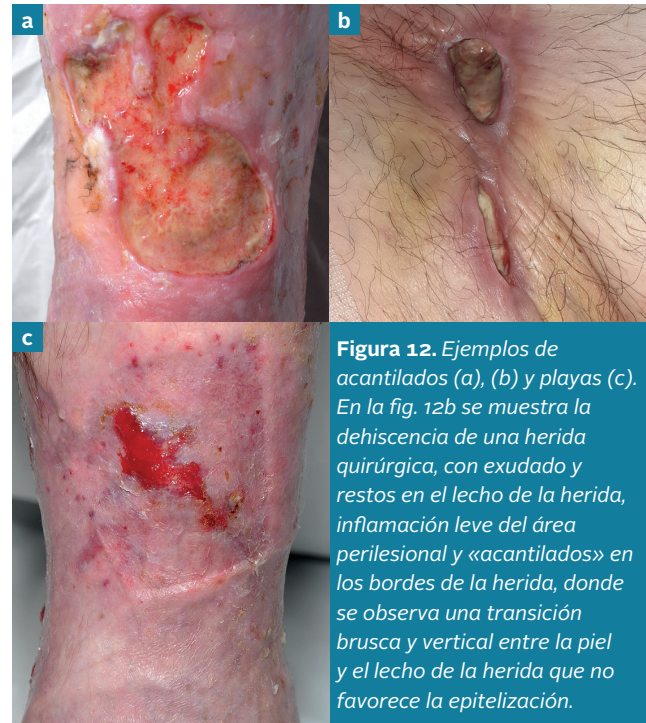 a
b
c
Figura 12. Ejemplos de
acantilados (a), (b) y playas (c).
En la fig. 12b se muestra la
dehiscencia de una herida
quirúrgica, con exudado y
restos en el lecho de la herida,
inflamación leve del área
perilesional y «acantilados» en
los bordes de la herida, donde
se observa una transición
brusca y vertical entre la piel
y el lecho de la herida que no
favorece la epitelización.